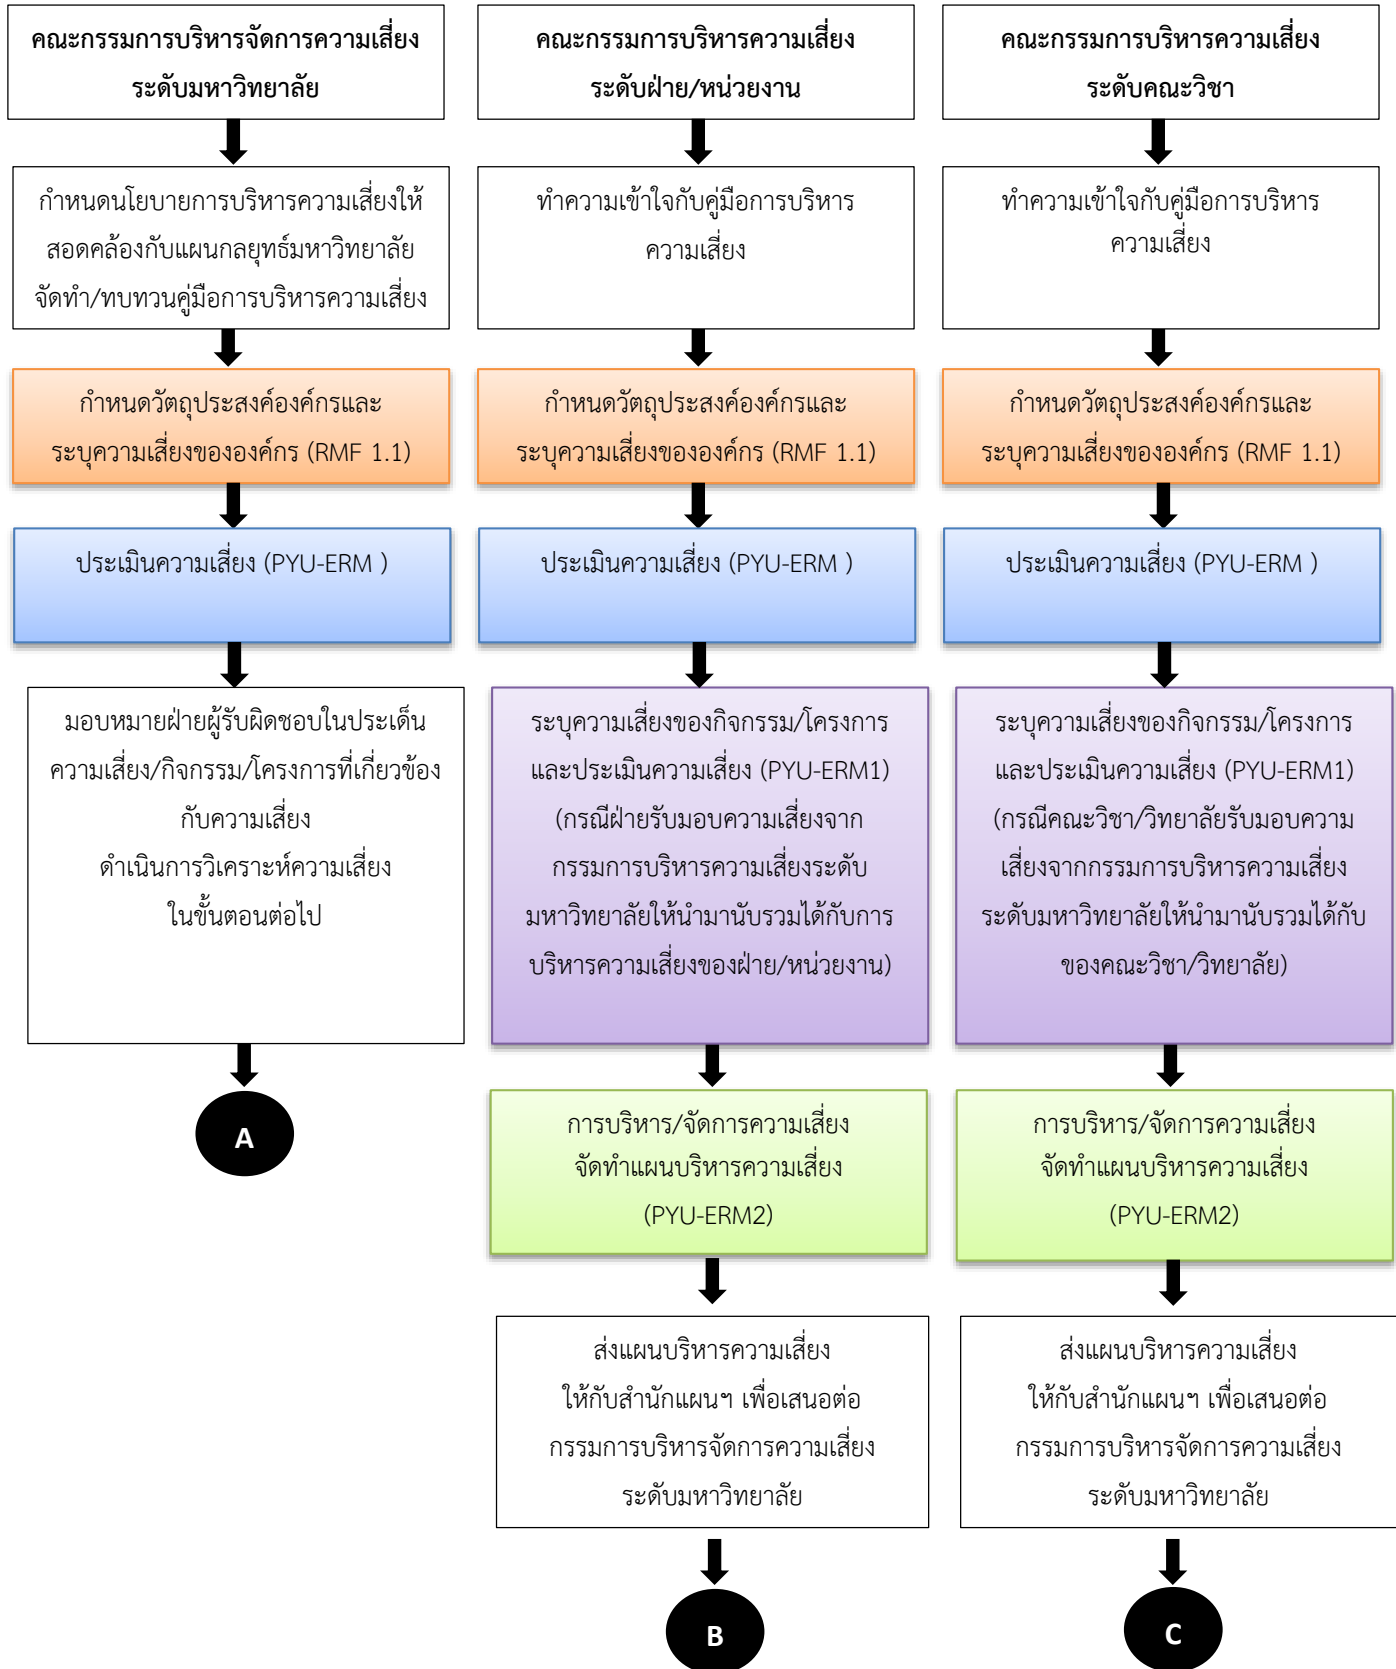 คณะกรรมการบริหารจัดการความเสี่ยง
ระดับมหาวิทยาลัย
คณะกรรมการบริหารความเสี่ยง
ระดับฝ่าย/หน่วยงาน
คณะกรรมการบริหารความเสี่ยง
ระดับคณะวิชา
กำหนดนโยบายการบริหารความเสี่ยงให้
สอดคล้องกับแผนกลยุทธ์มหาวิทยาลัย
จัดทำ/ทบทวนคู่มือการบริหารความเสี่ยง
ทำความเข้าใจกับคู่มือการบริหาร
ความเสี่ยง
ทำความเข้าใจกับคู่มือการบริหาร
ความเสี่ยง
กำหนดวัตถุประสงค์องค์กรและ
ระบุความเสี่ยงขององค์กร (RMF 1.1)
กำหนดวัตถุประสงค์องค์กรและ
ระบุความเสี่ยงขององค์กร (RMF 1.1)
กำหนดวัตถุประสงค์องค์กรและ
ระบุความเสี่ยงขององค์กร (RMF 1.1)
ประเมินความเสี่ยง (PYU-ERM )
ประเมินความเสี่ยง (PYU-ERM )
ประเมินความเสี่ยง (PYU-ERM )
มอบหมายฝ่ายผู้รับผิดชอบในประเด็น
ความเสี่ยง/กิจกรรม/โครงการที่เกี่ยวข้อง
กับความเสี่ยง
ดำเนินการวิเคราะห์ความเสี่ยง
ในขั้นตอนต่อไป
ระบุความเสี่ยงของกิจกรรม/โครงการ
และประเมินความเสี่ยง (PYU-ERM1)
(กรณีฝ่ายรับมอบความเสี่ยงจาก
กรรมการบริหารความเสี่ยงระดับ
มหาวิทยาลัยให้นำมานับรวมได้กับการ
บริหารความเสี่ยงของฝ่าย/หน่วยงาน)
ระบุความเสี่ยงของกิจกรรม/โครงการ
และประเมินความเสี่ยง (PYU-ERM1)
(กรณีคณะวิชา/วิทยาลัยรับมอบความ
เสี่ยงจากกรรมการบริหารความเสี่ยง
ระดับมหาวิทยาลัยให้นำมานับรวมได้กับ
ของคณะวิชา/วิทยาลัย)
A
การบริหาร/จัดการความเสี่ยง
จัดทำแผนบริหารความเสี่ยง
(PYU-ERM2)
การบริหาร/จัดการความเสี่ยง
จัดทำแผนบริหารความเสี่ยง
(PYU-ERM2)
ส่งแผนบริหารความเสี่ยง
ให้กับสำนักแผนฯ เพื่อเสนอต่อ
กรรมการบริหารจัดการความเสี่ยง
ระดับมหาวิทยาลัย
ส่งแผนบริหารความเสี่ยง
ให้กับสำนักแผนฯ เพื่อเสนอต่อ
กรรมการบริหารจัดการความเสี่ยง
ระดับมหาวิทยาลัย
B
C